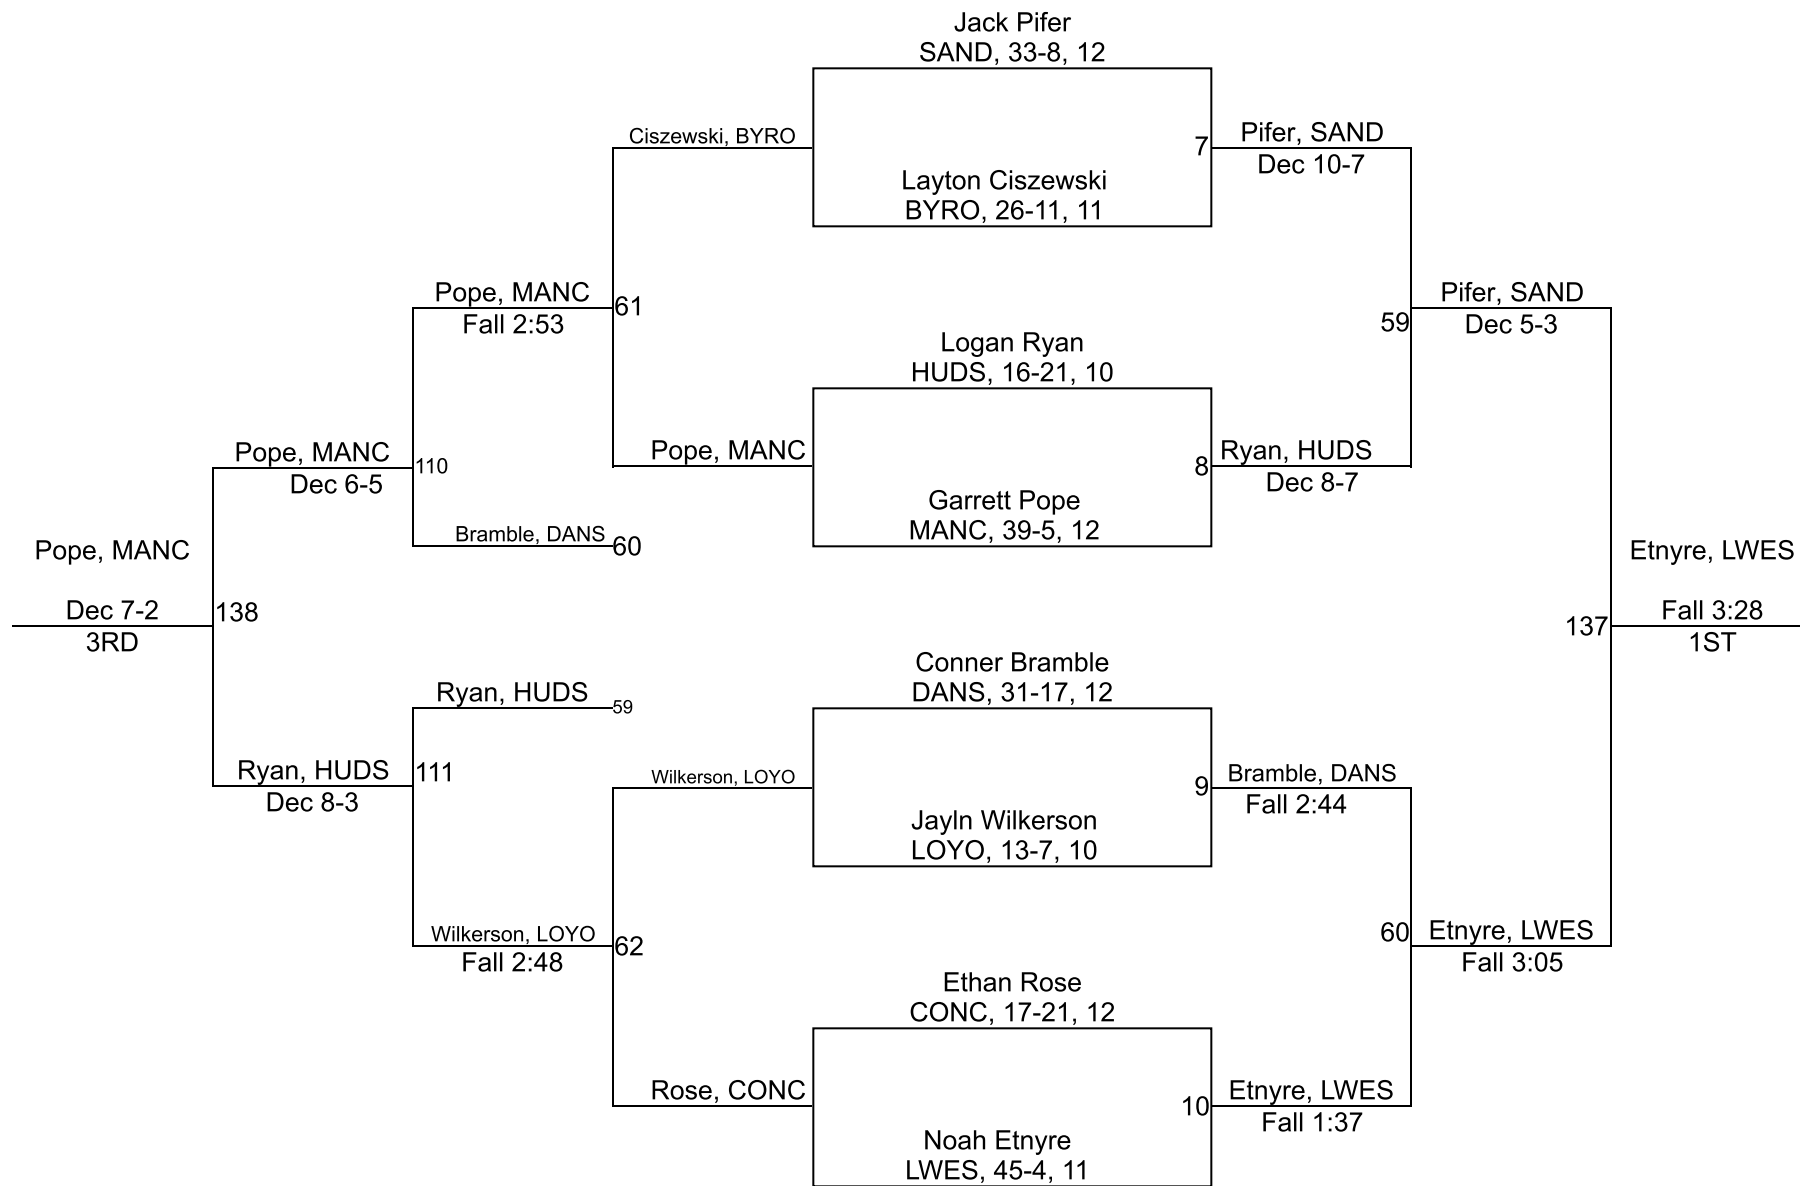 Jack Pifer
SAND, 33-8, 12
Ciszewski, BYRO
7
Pifer, SAND
Dec 10-7
Layton Ciszewski
BYRO, 26-11, 11
Pope, MANC
Fall 2:53
61
Pifer, SAND
Dec 5-3
59
Logan Ryan
HUDS, 16-21, 10
Pope, MANC
Dec 6-5
110
Pope, MANC
8
Ryan, HUDS
Dec 8-7
Garrett Pope
MANC, 39-5, 12
Bramble, DANS
60
Pope, MANC
Dec 7-2
3RD
138
Etnyre, LWES
137
Fall 3:28
1ST
Conner Bramble
DANS, 31-17, 12
Ryan, HUDS
59
Ryan, HUDS
Dec 8-3
111
Wilkerson, LOYO
9
Bramble, DANS
Fall 2:44
Jayln Wilkerson
LOYO, 13-7, 10
Wilkerson, LOYO
Fall 2:48
62
60
Etnyre, LWES
Fall 3:05
Ethan Rose
CONC, 17-21, 12
Rose, CONC
10
Etnyre, LWES
Fall 1:37
Noah Etnyre
LWES, 45-4, 11